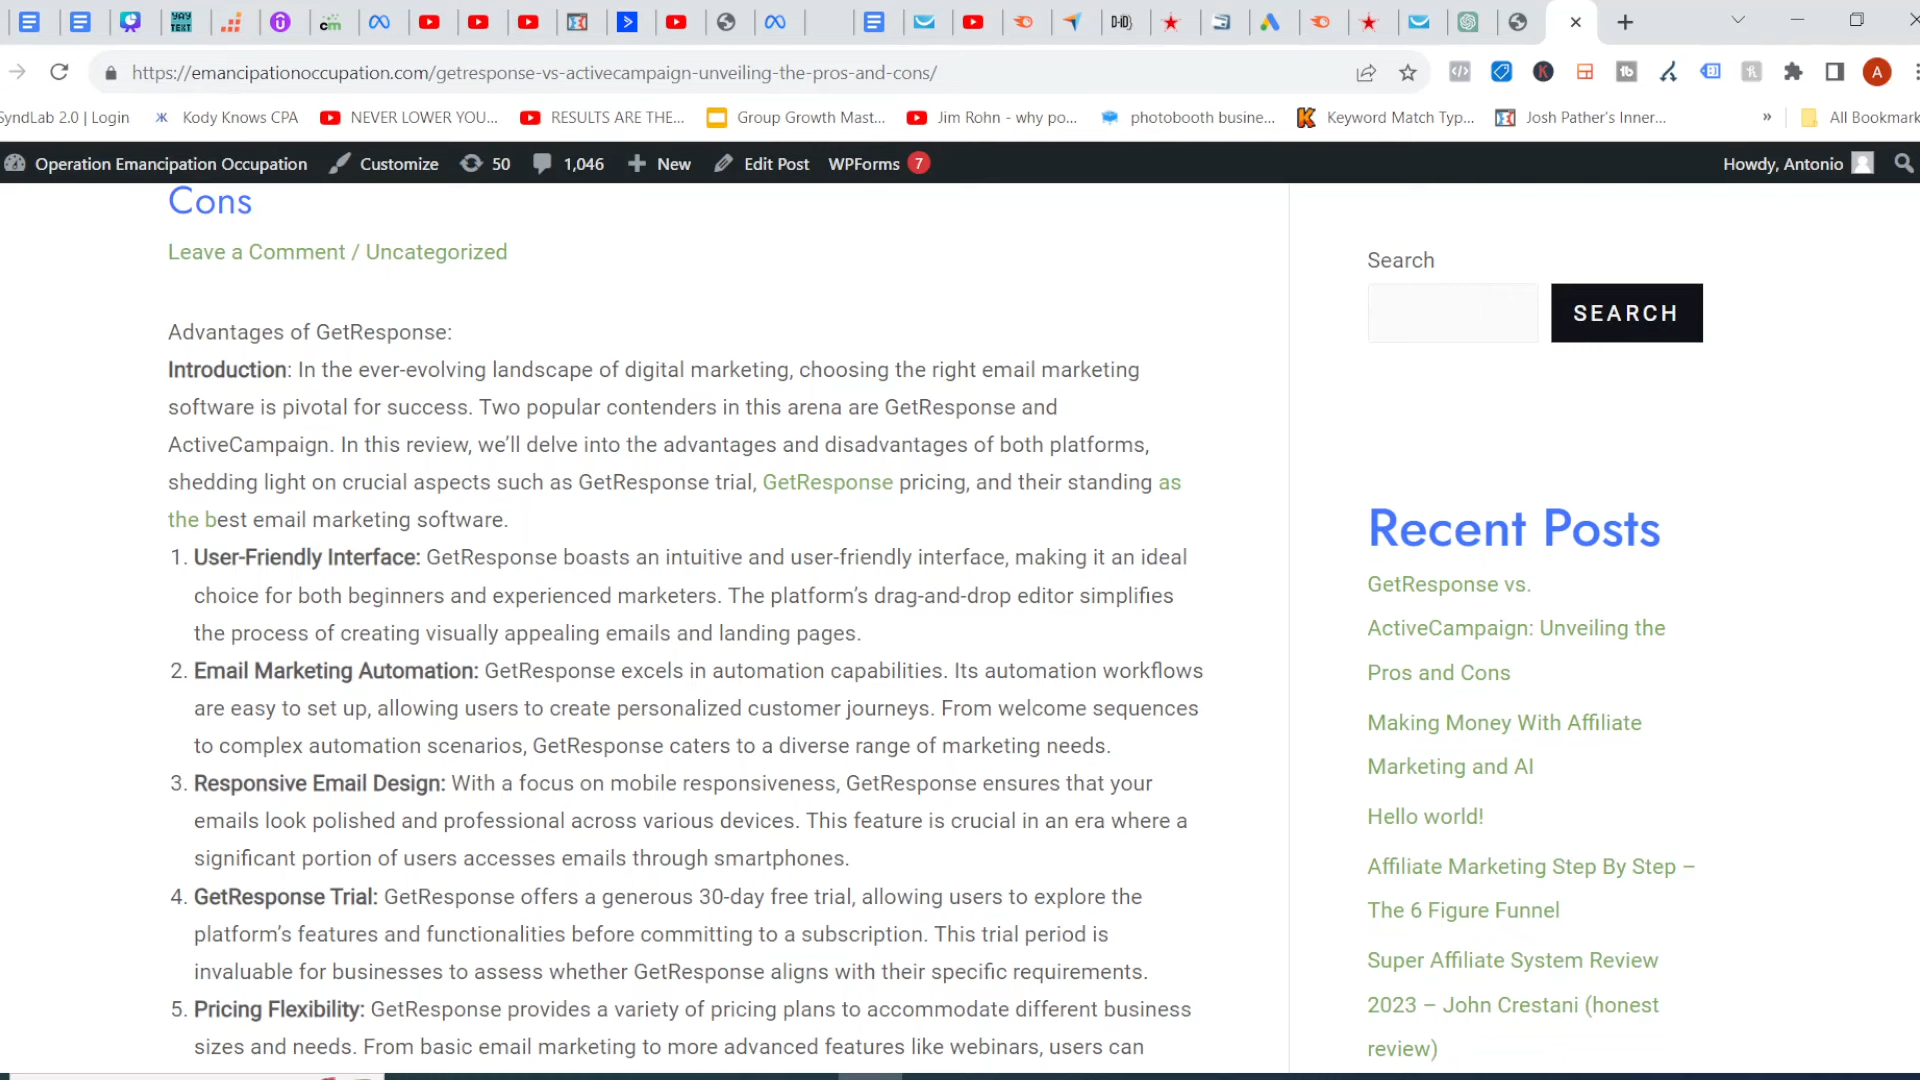 cm
D-iD
https://emancipationoccupation.com/getresponse-vs-activecampaign-unveiling-the-pros-and-cons/
A
SyndLab 2.0 | Login
Kody Knows CPA
NEVER LOWER YOU...
RESULTS ARE THE...
Group Growth Mast...
Jim Rohn - why po...
photobooth busine...
Keyword Match Typ...
Josh Pather's Inner...
»
All Bookmark
Operation Emancipation Occupation
Customize
50
1,046
New
Edit Post
WPForms 7
Howdy, Antonio
Cons
Leave a Comment / Uncategorized
Advantages of GetResponse:
Introduction: In the ever-evolving landscape of digital marketing, choosing the right email marketing
software is pivotal for success. Two popular contenders in this arena are GetResponse and
ActiveCampaign. In this review, we'll delve into the advantages and disadvantages of both platforms,
shedding light on crucial aspects such as GetResponse trial, GetResponse pricing, and their standing as
the best email marketing software.
1. User-Friendly Interface: GetResponse boasts an intuitive and user-friendly interface, making it an ideal
choice for both beginners and experienced marketers. The platform's drag-and-drop editor simplifies
the process of creating visually appealing emails and landing pages.
2. Email Marketing Automation: GetResponse excels in automation capabilities. Its automation workflows
are easy to set up, allowing users to create personalized customer journeys. From welcome sequences
to complex automation scenarios, GetResponse caters to a diverse range of marketing needs.
3. Responsive Email Design: With a focus on mobile responsiveness, GetResponse ensures that your
emails look polished and professional across various devices. This feature is crucial in an era where a
significant portion of users accesses emails through smartphones.
4. GetResponse Trial: GetResponse offers a generous 30-day free trial, allowing users to explore the
platform's features and functionalities before committing to a subscription. This trial period is
invaluable for businesses to assess whether GetResponse aligns with their specific requirements.
5. Pricing Flexibility: GetResponse provides a variety of pricing plans to accommodate different business
sizes and needs. From basic email marketing to more advanced features like webinars, users can
Search
SEARCH
Recent Posts
GetResponse vs.
ActiveCampaign: Unveiling the
Pros and Cons
Making Money With Affiliate
Marketing and AI
Hello world!
Affiliate Marketing Step By Step –
The 6 Figure Funnel
Super Affiliate System Review
2023 – John Crestani (honest
review)